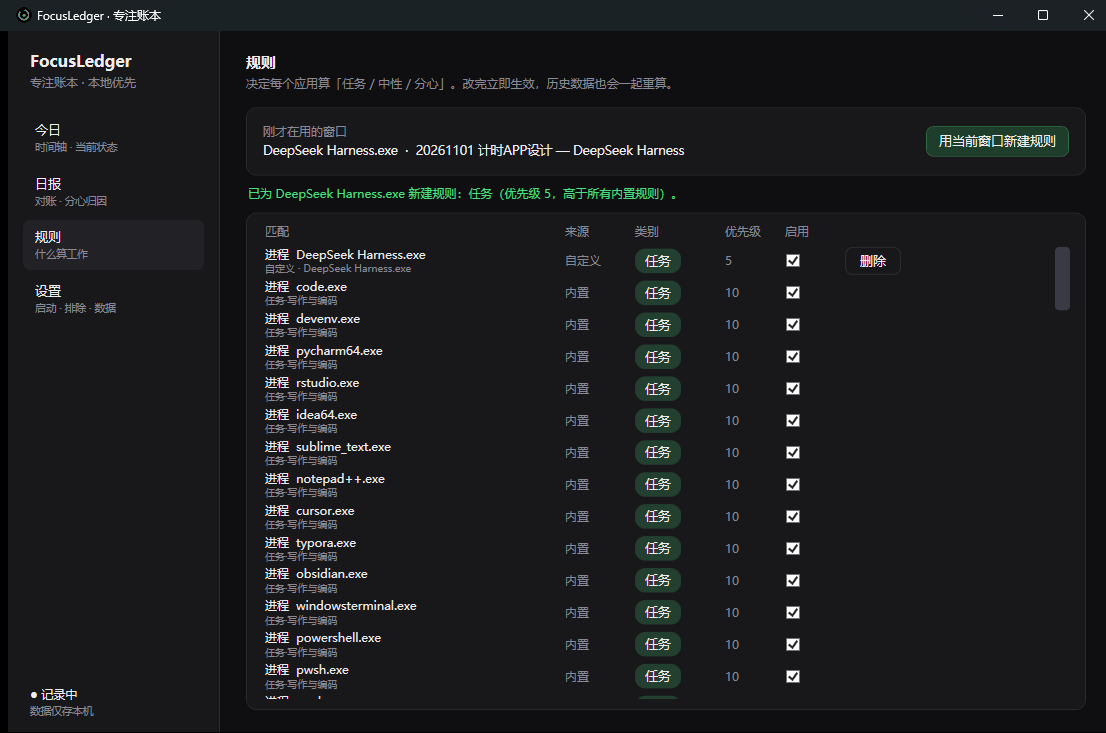 FocusLedger · 专注账本
FocusLedger
专注账本 · 本地优先
今日
时间轴 · 当前状态
日报
对账 · 分心归因
规则
什么算工作
设置
启动 · 排除 · 数据
● 记录中
数据仅存本机
规则
决定每个应用算「任务 / 中性 / 分心」。改完立即生效，历史数据也会一起重算。
刚才在用的窗口
DeepSeek Harness.exe · 20261101 计时APP设计 — DeepSeek Harness
用当前窗口新建规则
已为 DeepSeek Harness.exe 新建规则：任务（优先级 5，高于所有内置规则）。
匹配 来源 类别 优先级 启用
进程 DeepSeek Harness.exe 自定义 任务 5 删除
自定义 · DeepSeek Harness.exe
进程 code.exe 内置 任务 10
任务·写作与编码
进程 devenv.exe 内置 任务 10
任务·写作与编码
进程 pycharm64.exe 内置 任务 10
任务·写作与编码
进程 rstudio.exe 内置 任务 10
任务·写作与编码
进程 idea64.exe 内置 任务 10
任务·写作与编码
进程 sublime_text.exe 内置 任务 10
任务·写作与编码
进程 notepad++.exe 内置 任务 10
任务·写作与编码
进程 cursor.exe 内置 任务 10
任务·写作与编码
进程 typora.exe 内置 任务 10
任务·写作与编码
进程 obsidian.exe 内置 任务 10
任务·写作与编码
进程 windowsterminal.exe 内置 任务 10
任务·写作与编码
进程 powershell.exe 内置 任务 10
任务·写作与编码
进程 pwsh.exe 内置 任务 10
任务·写作与编码